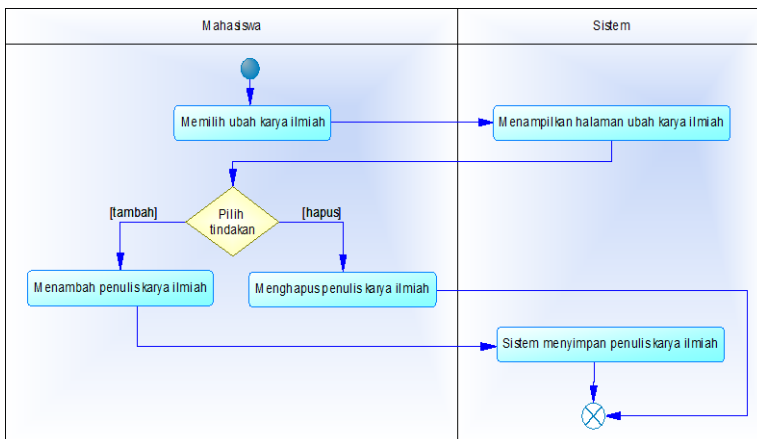 Mahasiswa
Sistem
Memilih ubah karya ilmiah
Menampilkan halaman ubah karya ilmiah
[tambah]
Pilih
tindakan
[hapus]
Menambah penulis karya ilmiah
Menghapus penulis karya ilmiah
Sistem menyimpan penulis karya ilmiah